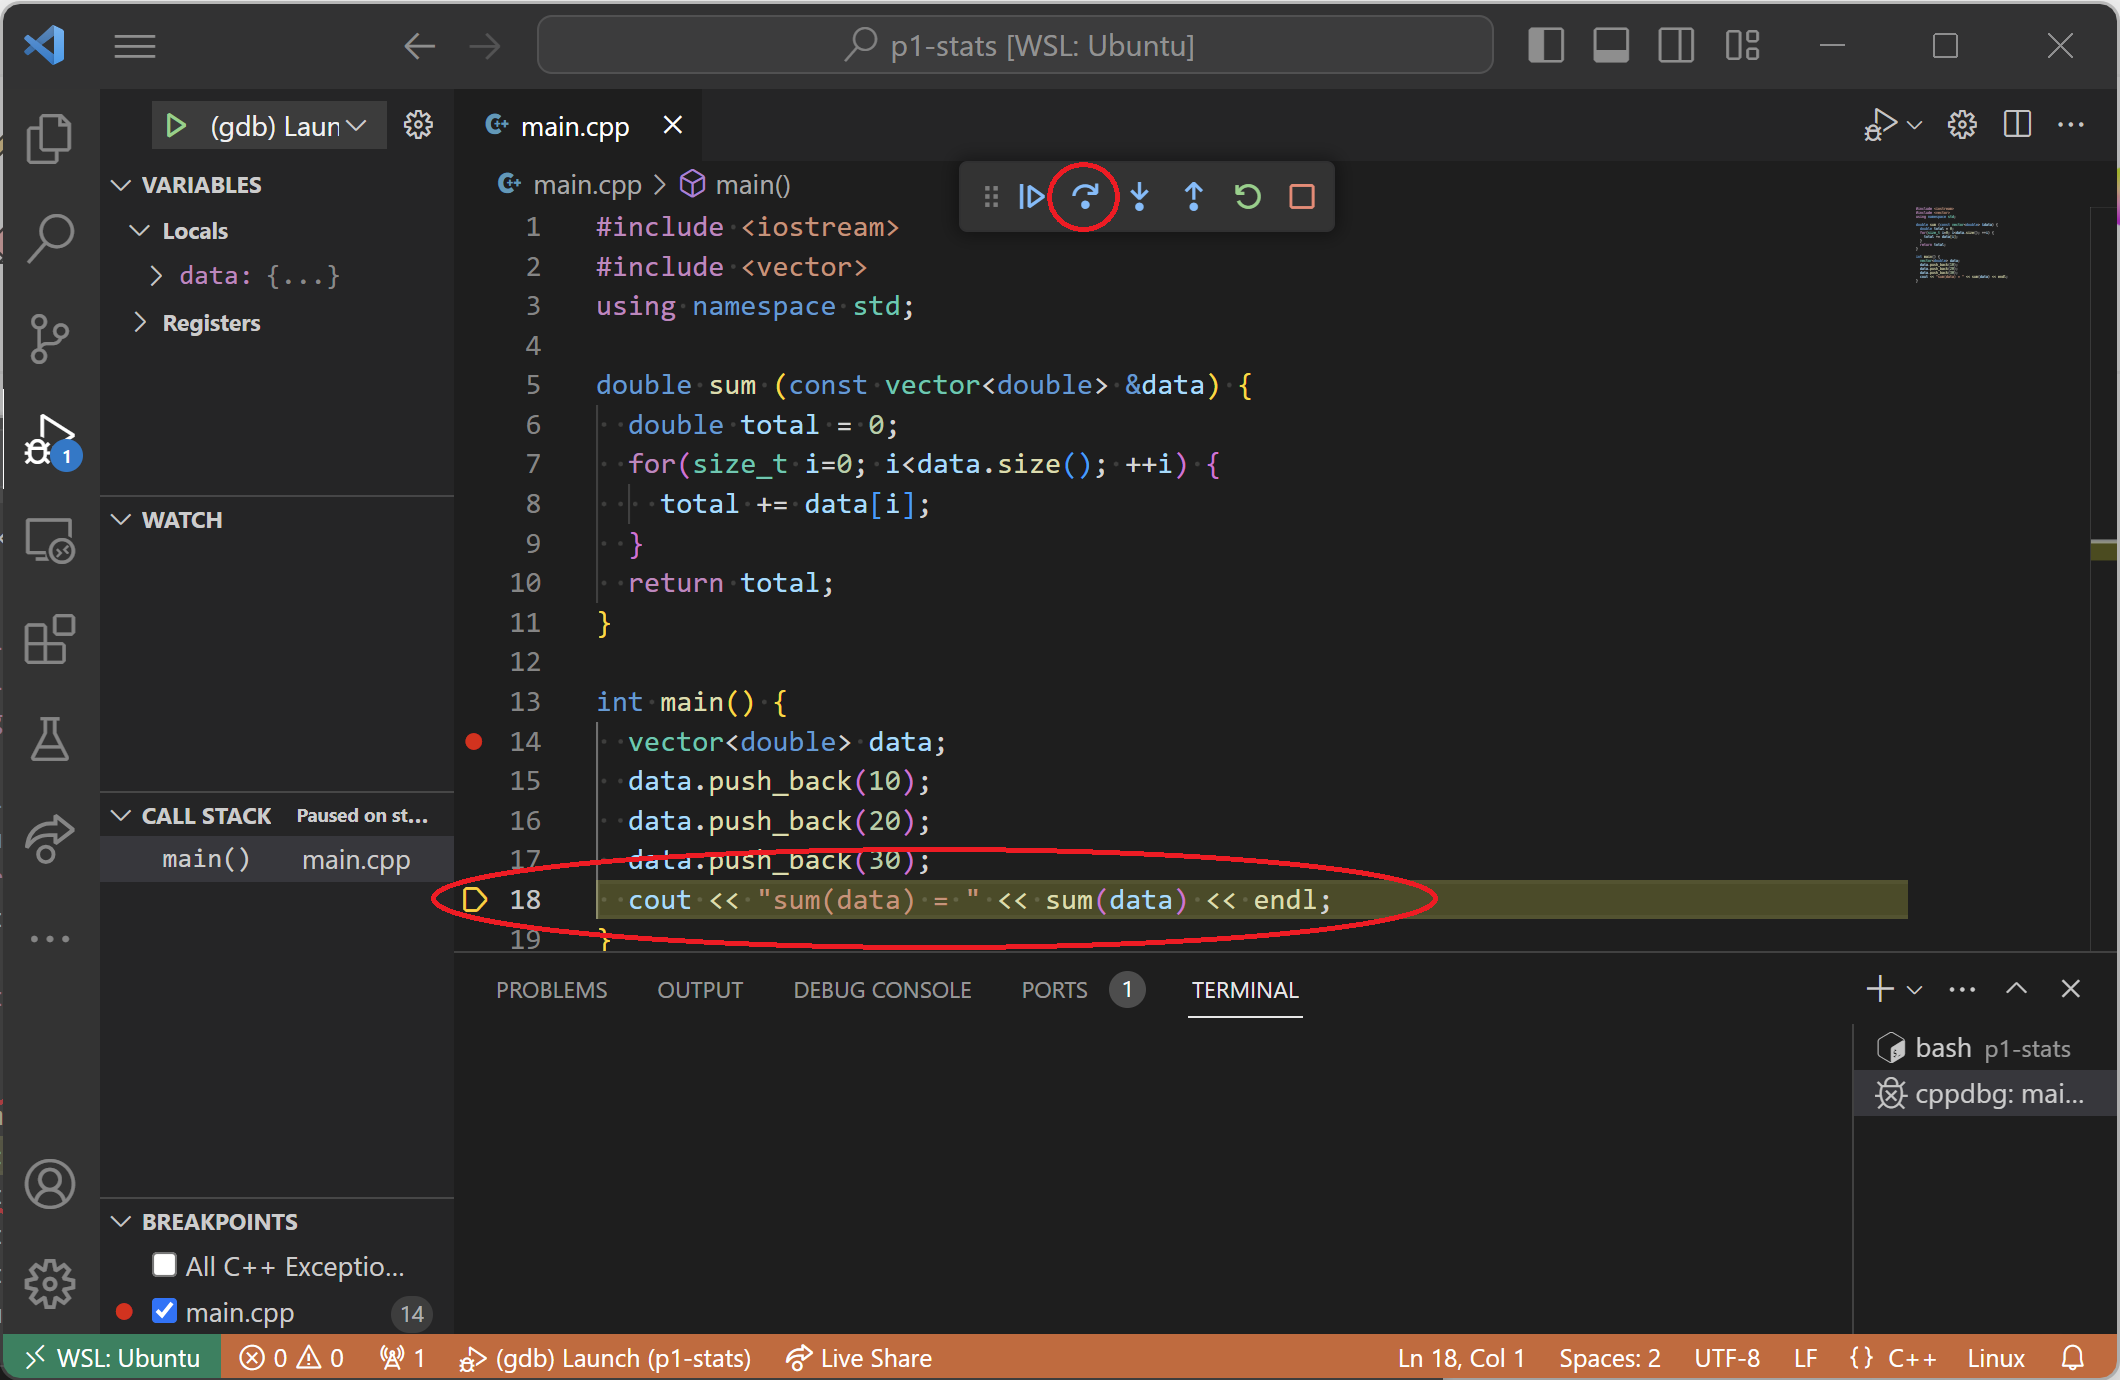 p1-stats [WSL: Ubuntu]
(gdb) Laun
main.cpp
VARIABLES
Locals
data: {...}
Registers
WATCH
CALL STACK Paused on st...
main() main.cpp
BREAKPOINTS
All C++ Exceptio...
main.cpp 14
1
main.cpp > main()
1 #include <iostream>
2 #include <vector>
3 using namespace std;
4
5 double sum (const vector<double> &data) {
6 double total = 0;
7 for(size_t i=0; i<data.size(); ++i) {
8 total += data[i];
9 }
10 return total;
11 }
12
13 int main() {
14 vector<double> data;
15 data.push_back(10);
16 data.push_back(20);
17 data.push_back(30);
18 cout << "sum(data) = " << sum(data) << endl;
19 }
PROBLEMS OUTPUT DEBUG CONSOLE PORTS 1 TERMINAL
bash p1-stats
cppdbg: mai...
WSL: Ubuntu 0 0 1 (gdb) Launch (p1-stats) Live Share Ln 18, Col 1 Spaces: 2 UTF-8 LF {} C++ Linux